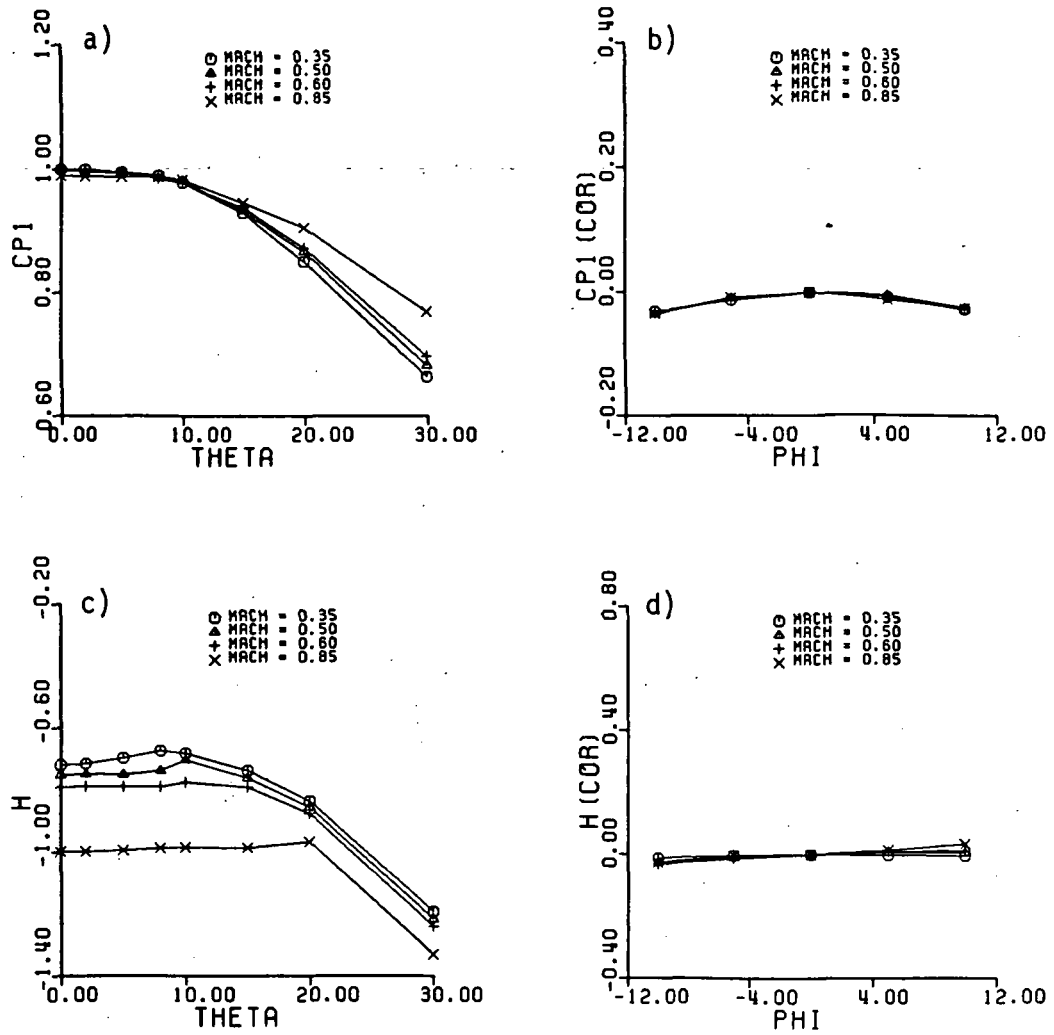 a)
1.20
1.00
0.80
0.60
CP1
MACH = 0.35
MACH = 0.50
MACH = 0.60
MACH = 0.85
0.00 10.00 20.00 30.00
THETA
b)
0.40
0.20
0.00
-0.20
CP1 (COR)
MACH = 0.35
MACH = 0.50
MACH = 0.60
MACH = 0.85
-12.00 -4.00 4.00 12.00
PHI
c)
-0.20
-0.60
-1.00
-1.40
H
MACH = 0.35
MACH = 0.50
MACH = 0.60
MACH = 0.85
0.00 10.00 20.00 30.00
THETA
d)
0.80
0.40
0.00
-0.40
H (COR)
MACH = 0.35
MACH = 0.50
MACH = 0.60
MACH = 0.85
-12.00 -4.00 4.00 12.00
PHI